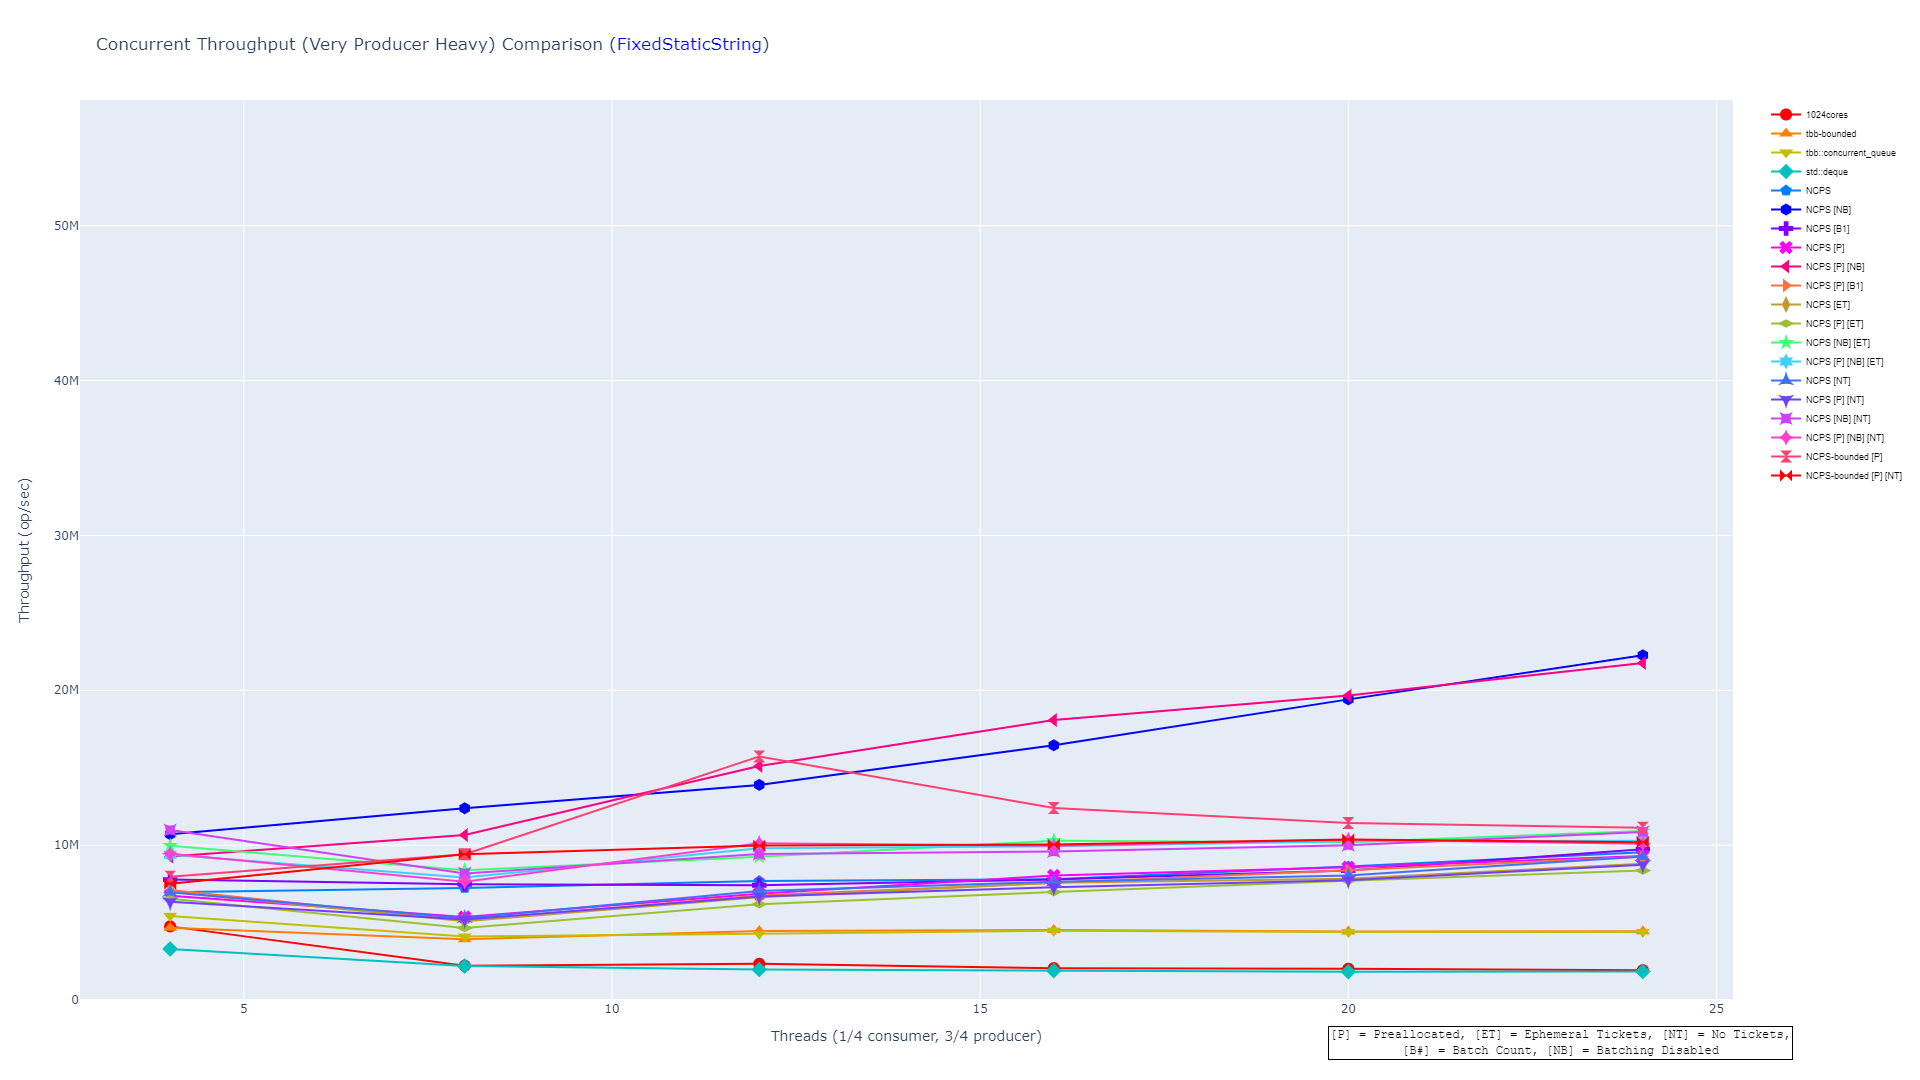 Concurrent Throughput (Very Producer Heavy) Comparison (FixedStaticString)
1024cores
tbb-bounded
tbb::concurrent_queue
std::deque
NCPS
NCPS [NB]
NCPS [B1]
NCPS [P]
NCPS [P] [NB]
NCPS [P] [B1]
NCPS [ET]
NCPS [P] [ET]
NCPS [NB] [ET]
NCPS [P] [NB] [ET]
NCPS [NT]
NCPS [P] [NT]
NCPS [NB] [NT]
NCPS [P] [NB] [NT]
NCPS-bounded [P]
NCPS-bounded [P] [NT]
50M
40M
30M
20M
10M
0
Throughput (op/sec)
5
10
15
20
25
Threads (1/4 consumer, 3/4 producer)
[P] = Preallocated, [ET] = Ephemeral Tickets, [NT] = No Tickets,
[B#] = Batch Count, [NB] = Batching Disabled